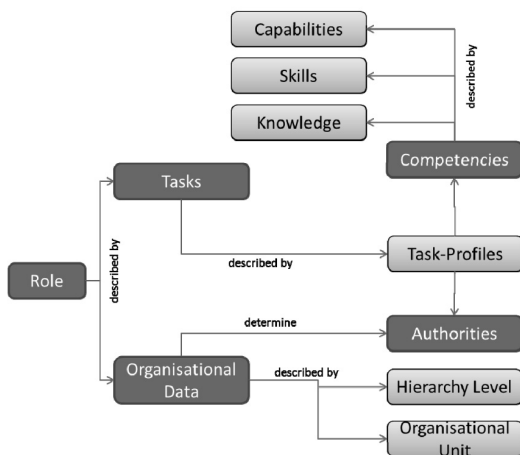 Capabilities
Skills
described by
Knowledge
Competencies
Tasks
described by
Task-Profiles
described by
Role
determine
Authorities
Organisational
Data
described by
Hierarchy Level
Organisational
Unit